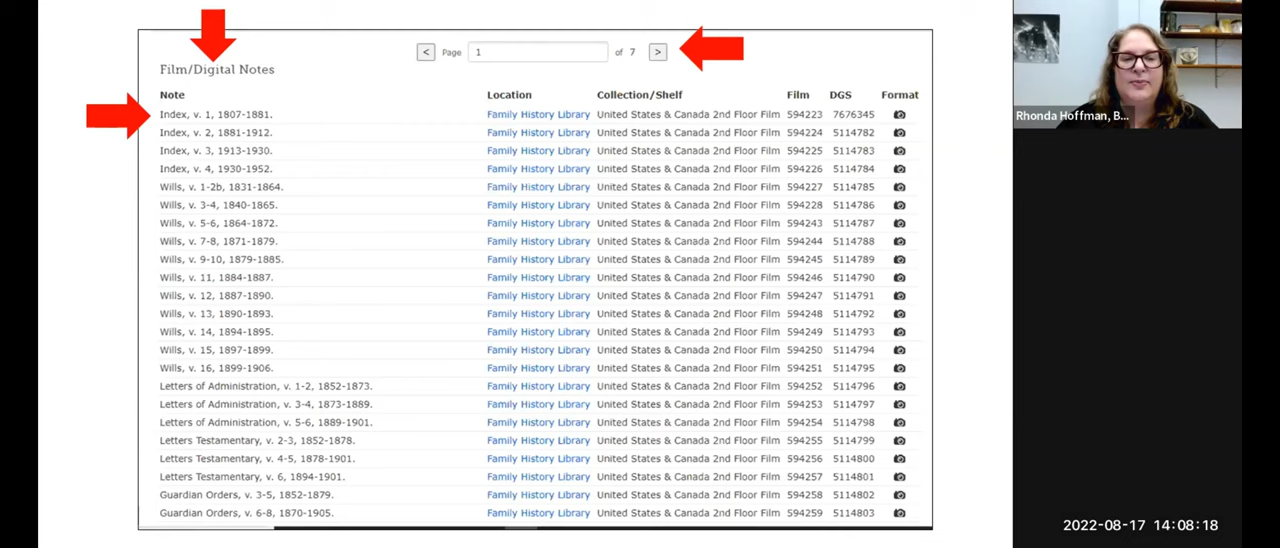 < Page 1 of 7 >
Film/Digital Notes
Note Location Collection/Shelf Film DGS Format
Index, v. 1, 1807-1881. Family History Library United States & Canada 2nd Floor Film 594223 7676345
Index, v. 2, 1881-1912. Family History Library United States & Canada 2nd Floor Film 594224 5114782
Index, v. 3, 1913-1930. Family History Library United States & Canada 2nd Floor Film 594225 5114783
Index, v. 4, 1930-1952. Family History Library United States & Canada 2nd Floor Film 594226 5114784
Wills, v. 1-2b, 1831-1864. Family History Library United States & Canada 2nd Floor Film 594227 5114785
Wills, v. 3-4, 1840-1865. Family History Library United States & Canada 2nd Floor Film 594228 5114786
Wills, v. 5-6, 1864-1872. Family History Library United States & Canada 2nd Floor Film 594243 5114787
Wills, v. 7-8, 1871-1879. Family History Library United States & Canada 2nd Floor Film 594244 5114788
Wills, v. 9-10, 1879-1885. Family History Library United States & Canada 2nd Floor Film 594245 5114789
Wills, v. 11, 1884-1887. Family History Library United States & Canada 2nd Floor Film 594246 5114790
Wills, v. 12, 1887-1890. Family History Library United States & Canada 2nd Floor Film 594247 5114791
Wills, v. 13, 1890-1893. Family History Library United States & Canada 2nd Floor Film 594248 5114792
Wills, v. 14, 1894-1895. Family History Library United States & Canada 2nd Floor Film 594249 5114793
Wills, v. 15, 1897-1899. Family History Library United States & Canada 2nd Floor Film 594250 5114794
Wills, v. 16, 1899-1906. Family History Library United States & Canada 2nd Floor Film 594251 5114795
Letters of Administration, v. 1-2, 1852-1873. Family History Library United States & Canada 2nd Floor Film 594252 5114796
Letters of Administration, v. 3-4, 1873-1889. Family History Library United States & Canada 2nd Floor Film 594253 5114797
Letters of Administration, v. 5-6, 1889-1901. Family History Library United States & Canada 2nd Floor Film 594254 5114798
Letters Testamentary, v. 2-3, 1852-1878. Family History Library United States & Canada 2nd Floor Film 594255 5114799
Letters Testamentary, v. 4-5, 1878-1901. Family History Library United States & Canada 2nd Floor Film 594256 5114800
Letters Testamentary, v. 6, 1894-1901. Family History Library United States & Canada 2nd Floor Film 594257 5114801
Guardian Orders, v. 3-5, 1852-1879. Family History Library United States & Canada 2nd Floor Film 594258 5114802
Guardian Orders, v. 6-8, 1870-1905. Family History Library United States & Canada 2nd Floor Film 594259 5114803
Rhonda Hoffman, B...
2022-08-17 14:08:18